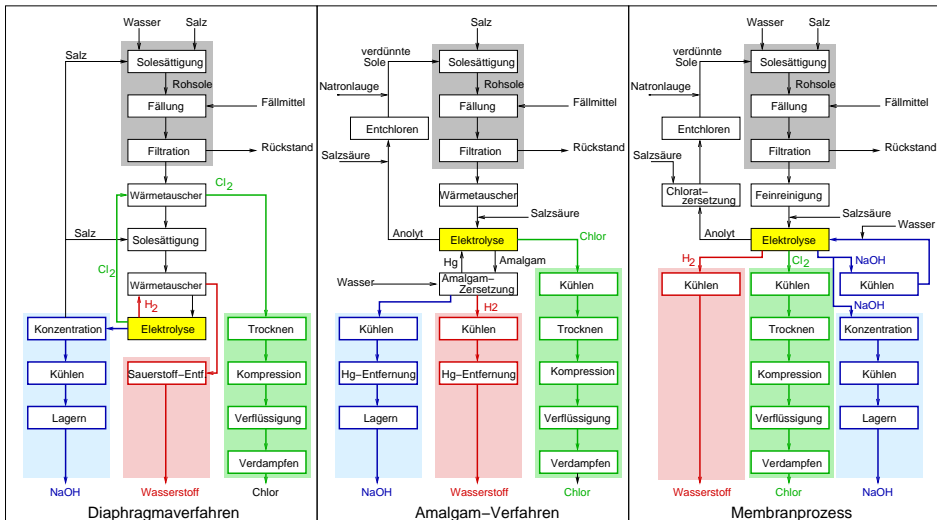 Wasser
Salz
Salz
Solesättigung
Rohsole
Fällung
Fällmittel
Filtration
Rückstand
Cl2
Wärmetauscher
Salz
Solesättigung
Cl2
Wärmetauscher
H2
Konzentration
Elektrolyse
Trocknen
Kühlen
Sauerstoff–Entf.
Kompression
Lagern
Verflüssigung
Verdampfen
NaOH
Wasserstoff
Chlor
Diaphragmaverfahren
Salz
verdünnte
Sole
Solesättigung
Rohsole
Natronlauge
Fällung
Fällmittel
Entchloren
Salzsäure
Filtration
Rückstand
Wärmetauscher
Salzsäure
Anolyt
Elektrolyse
Chlor
Hg
Amalgam
Wasser
Amalgam–
Zersetzung
Kühlen
H2
Kühlen
Kühlen
Trocknen
Hg–Entfernung
Hg–Entfernung
Kompression
Lagern
Verflüssigung
Verdampfen
NaOH
Wasserstoff
Chlor
Amalgam–Verfahren
Wasser
Salz
verdünnte
Sole
Solesättigung
Rohsole
Natronlauge
Fällung
Fällmittel
Entchloren
Salzsäure
Filtration
Rückstand
Chlorat–
zersetzung
Feinreinigung
Salzsäure
Wasser
Anolyt
Elektrolyse
H2
Cl2
NaOH
Kühlen
Kühlen
Kühlen
NaOH
Trocknen
Konzentration
Kompression
Kühlen
Verflüssigung
Lagern
Verdampfen
Wasserstoff
Chlor
NaOH
Membranprozess